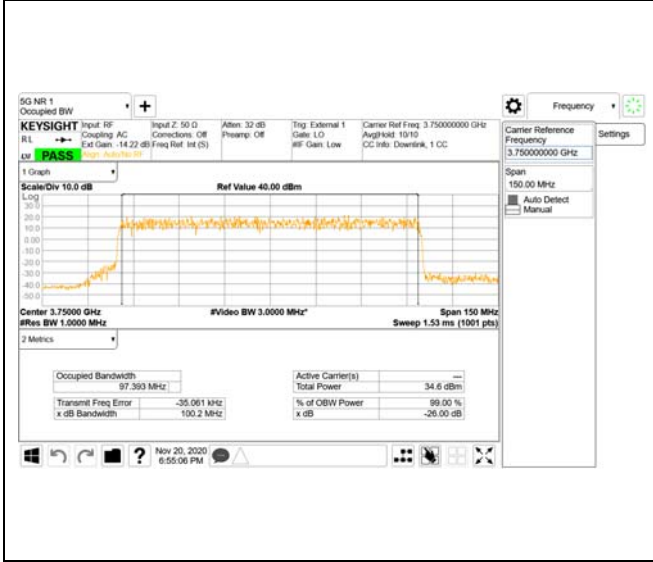 5G NR 1
Occupied BW
Frequency
KEYSIGHT Input: RF Input Z: 50 Ω Atten: 32 dB Trig: External 1 Carrier Ref Freq: 3.750000000 GHz
RL Coupling: AC Corrections: Off Preamp: Off Gate: LO Avg|Hold: 10/10
Ext Gain: -14.22 dB Freq Ref: Int (S) #IF Gain: Low CC Info: Downlink, 1 CC
PASS Align: Auto/No RF
Carrier Reference
Frequency
3.750000000 GHz
Settings
Span
150.00 MHz
Auto Detect
Manual
1 Graph
Scale/Div 10.0 dB Ref Value 40.00 dBm
Log
30.0
20.0
10.0
0.00
-10.0
-20.0
-30.0
-40.0
-50.0
Center 3.75000 GHz #Video BW 3.0000 MHz* Span 150 MHz
#Res BW 1.0000 MHz Sweep 1.53 ms (1001 pts)
2 Metrics
Occupied Bandwidth
97.393 MHz
Active Carrier(s) ---
Total Power 34.6 dBm
Transmit Freq Error -35.061 kHz % of OBW Power 99.00 %
x dB Bandwidth 100.2 MHz x dB -26.00 dB
? Nov 20, 2020
6:55:06 PM